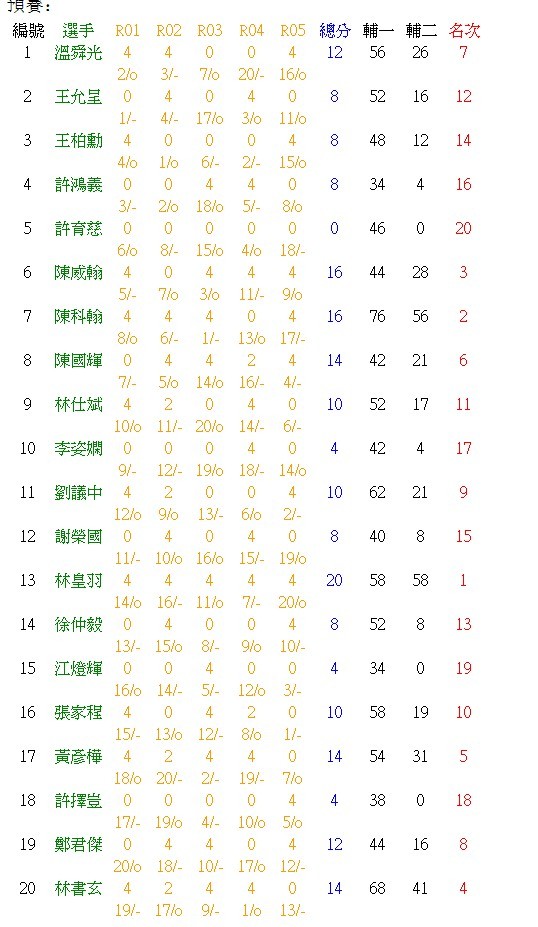 預賽：
編號 選手 R01 R02 R03 R04 R05 總分 輔一 輔二 名次
1 溫舜光 4 4 0 0 4 12 56 26 7
2/o 3/- 7/o 20/- 16/o
2 王允呈 0 4 0 4 0 8 52 16 12
1/- 4/- 17/o 3/o 11/o
3 王柏勳 4 0 0 0 4 8 48 12 14
4/o 1/o 6/- 2/- 15/o
4 許鴻義 0 0 4 4 0 8 34 4 16
3/- 2/o 18/o 5/- 8/o
5 許育慈 0 0 0 0 0 0 46 0 20
6/o 8/- 15/o 4/o 18/-
6 陳威翰 4 0 4 4 4 16 44 28 3
5/- 7/o 3/o 11/- 9/o
7 陳科翰 4 4 4 0 4 16 76 56 2
8/o 6/- 1/- 13/o 17/-
8 陳國輝 0 4 4 2 4 14 42 21 6
7/- 5/o 14/o 16/- 4/-
9 林仕斌 4 2 0 4 0 10 52 17 11
10/o 11/- 20/o 14/- 6/-
10 李姿嫻 0 0 0 4 0 4 42 4 17
9/- 12/- 19/o 18/- 14/o
11 劉議中 4 2 0 0 4 10 62 21 9
12/o 9/o 13/- 6/o 2/-
12 謝榮國 0 4 0 4 0 8 40 8 15
11/- 10/o 16/o 15/- 19/o
13 林皇羽 4 4 4 4 4 20 58 58 1
14/o 16/- 11/o 7/- 20/o
14 徐仲毅 0 4 0 0 4 8 52 8 13
13/- 15/o 8/- 9/o 10/-
15 江燈輝 0 0 4 0 0 4 34 0 19
16/o 14/- 5/- 12/o 3/-
16 張家程 4 0 4 2 0 10 58 19 10
15/- 13/o 12/- 8/o 1/-
17 黃彥樺 4 2 4 4 0 14 54 31 5
18/o 20/- 2/- 19/- 7/o
18 許擇豈 0 0 0 0 4 4 38 0 18
17/- 19/o 4/- 10/o 5/o
19 鄭君傑 0 4 4 0 4 12 44 16 8
20/o 18/- 10/- 17/o 12/-
20 林書玄 4 2 4 4 0 14 68 41 4
19/- 17/o 9/- 1/o 13/-